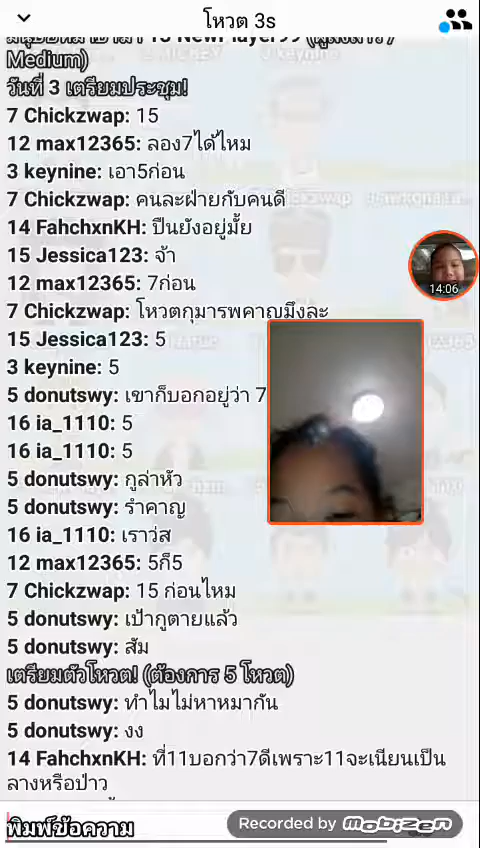 โหวต 3s
Medium)
วันที่ 3 เตรียมประชุม!
7 Chickzwap: 15
12 max12365: ลอง7ได้ไหม
3 keynine: เอา5ก่อน
7 Chickzwap: คนละฝ่ายกับคนดี
14 FahchxnKH: ปืนยังอยู่มั้ย
15 Jessica123: จ้า
12 max12365: 7ก่อน
7 Chickzwap: โหวตกุมารพคาญมึงละ
15 Jessica123: 5
3 keynine: 5
5 donutswy: เขาก็บอกอยู่ว่า 7
16 ia_1110: 5
16 ia_1110: 5
5 donutswy: กูล่าหัว
5 donutswy: รำคาญ
16 ia_1110: เราว่ส
12 max12365: 5ก็5
7 Chickzwap: 15 ก่อนไหม
5 donutswy: เป้ากูตายแล้ว
5 donutswy: สัม
เตรียมตัวโหวต! (ต้องการ 5 โหวต)
5 donutswy: ทำไมไม่หาหมากัน
5 donutswy: งง
14 FahchxnKH: ที่11บอกว่า7ดีเพราะ11จะเนียนเป็น
ลางหรือป่าว
พิมพ์ข้อความ
Recorded by mobizen
14:06